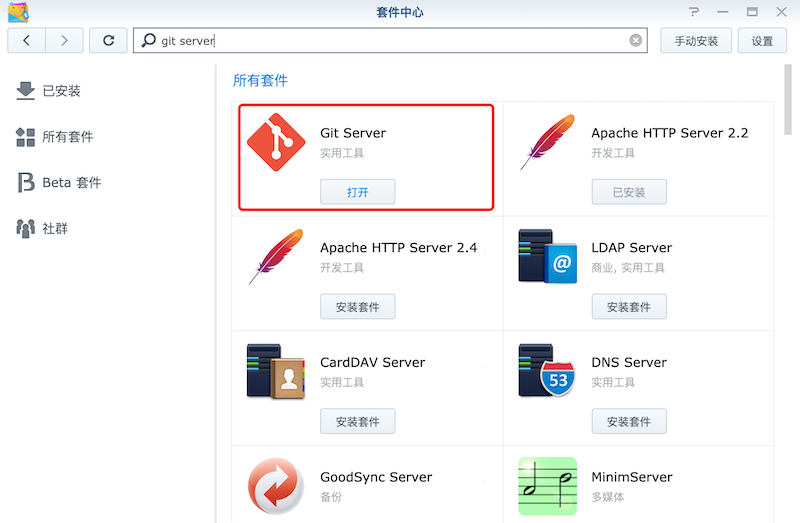 套件中心
git server
手动安装
设置
已安装
所有套件
Beta 套件
社群
所有套件
Git Server
实用工具
打开
Apache HTTP Server 2.2
开发工具
已安装
Apache HTTP Server 2.4
开发工具
安装套件
LDAP Server
商业, 实用工具
安装套件
CardDAV Server
实用工具
安装套件
53
DNS Server
实用工具
安装套件
GoodSync Server
备份
MinimServer
多媒体